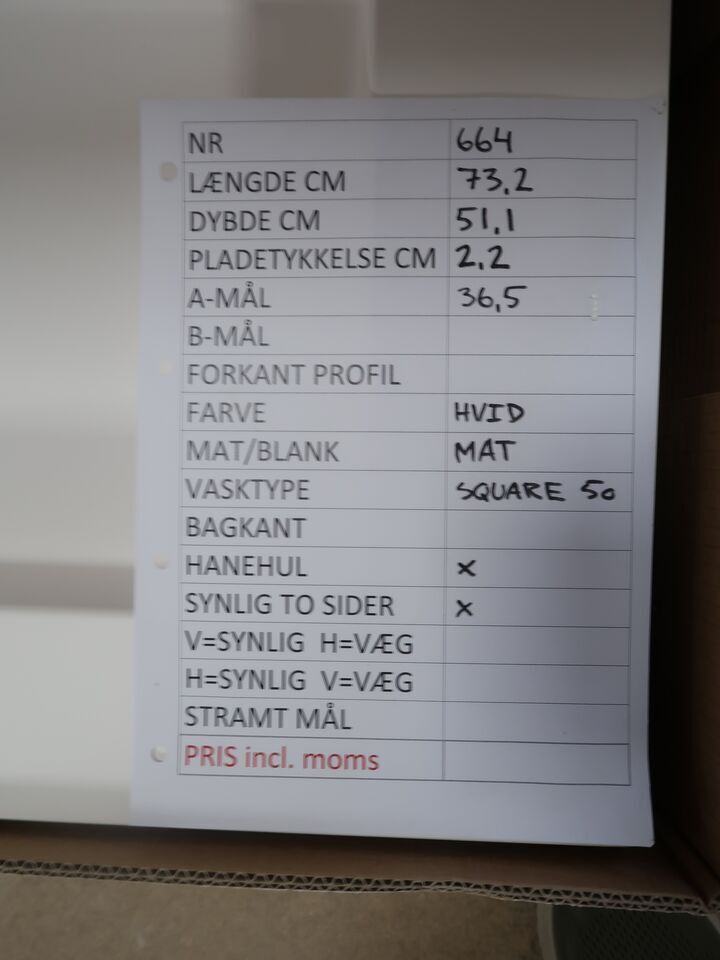 NR 664
LÆNGDE CM 73,2
DYBDE CM 51,1
PLADETYKKELSE CM 2,2
A-MÅL 36,5
B-MÅL
FORKANT PROFIL
FARVE HVID
MAT/BLANK MAT
VASKTYPE SQUARE 50
BAGKANT
HANEHUL x
SYNLIG TO SIDER x
V=SYNLIG H=VÆG
H=SYNLIG V=VÆG
STRAMT MÅL
PRIS incl. moms